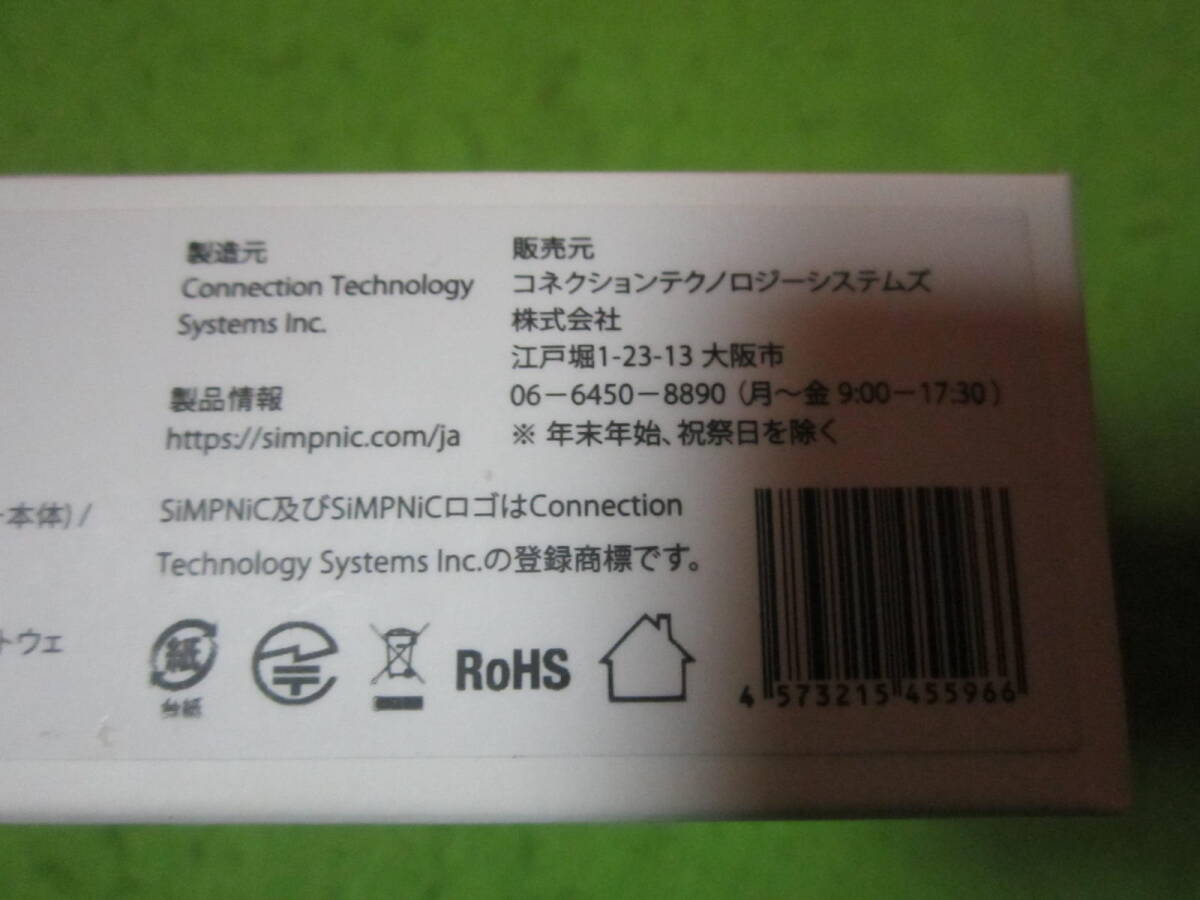 製造元
Connection Technology
Systems Inc.
製品情報
https://simpnic.com/ja
販売元
コネクションテクノロジーシステムズ
株式会社
江戸堀1-23-13 大阪市
06－6450－8890（月～金 9:00－17:30）
※ 年末年始、祝祭日を除く
本体) /
SiMPNiC及びSiMPNiCロゴはConnection
Technology Systems Inc.の登録商標です。
トウェ
紙
台紙
RoHS
4 573215 455966